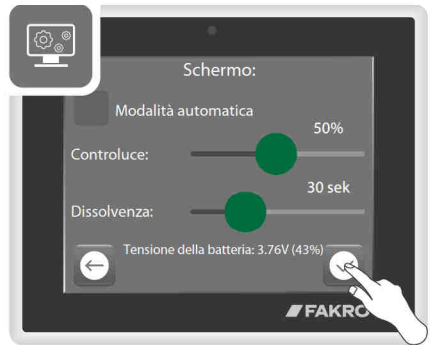 Schermo:
Modalità automatica
50%
Controluce:
30 sek
Dissolvenza:
Tensione della batteria: 3.76V (43%)
FAKRO